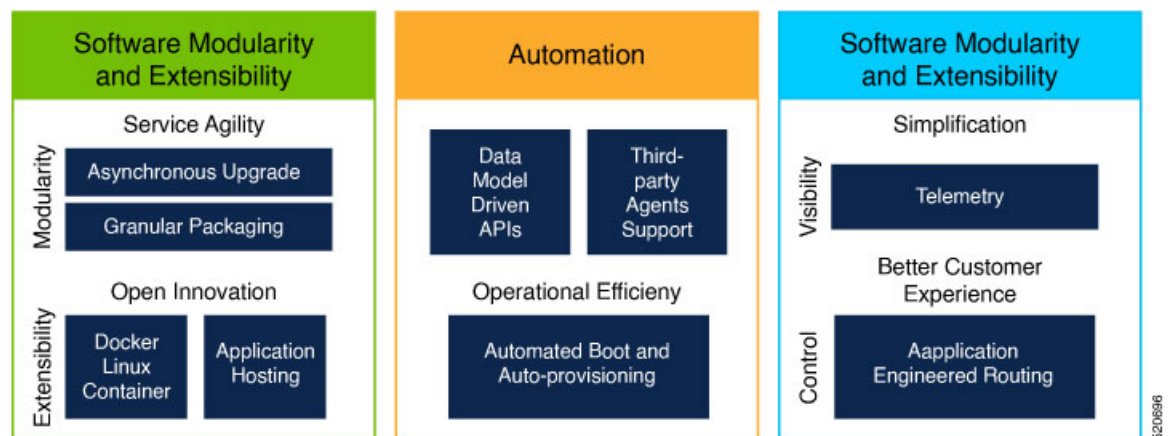 Software Modularity
and Extensibility
Service Agility
Modularity
Asynchronous Upgrade
Granular Packaging
Open Innovation
Extensibility
Docker
Linux
Container
Application
Hosting
Automation
Data
Model
Driven
APIs
Third-
party
Agents
Support
Operational Efficieny
Automated Boot and
Auto-provisioning
Software Modularity
and Extensibility
Simplification
Visibility
Telemetry
Better Customer
Experience
Control
Aapplication
Engineered Routing